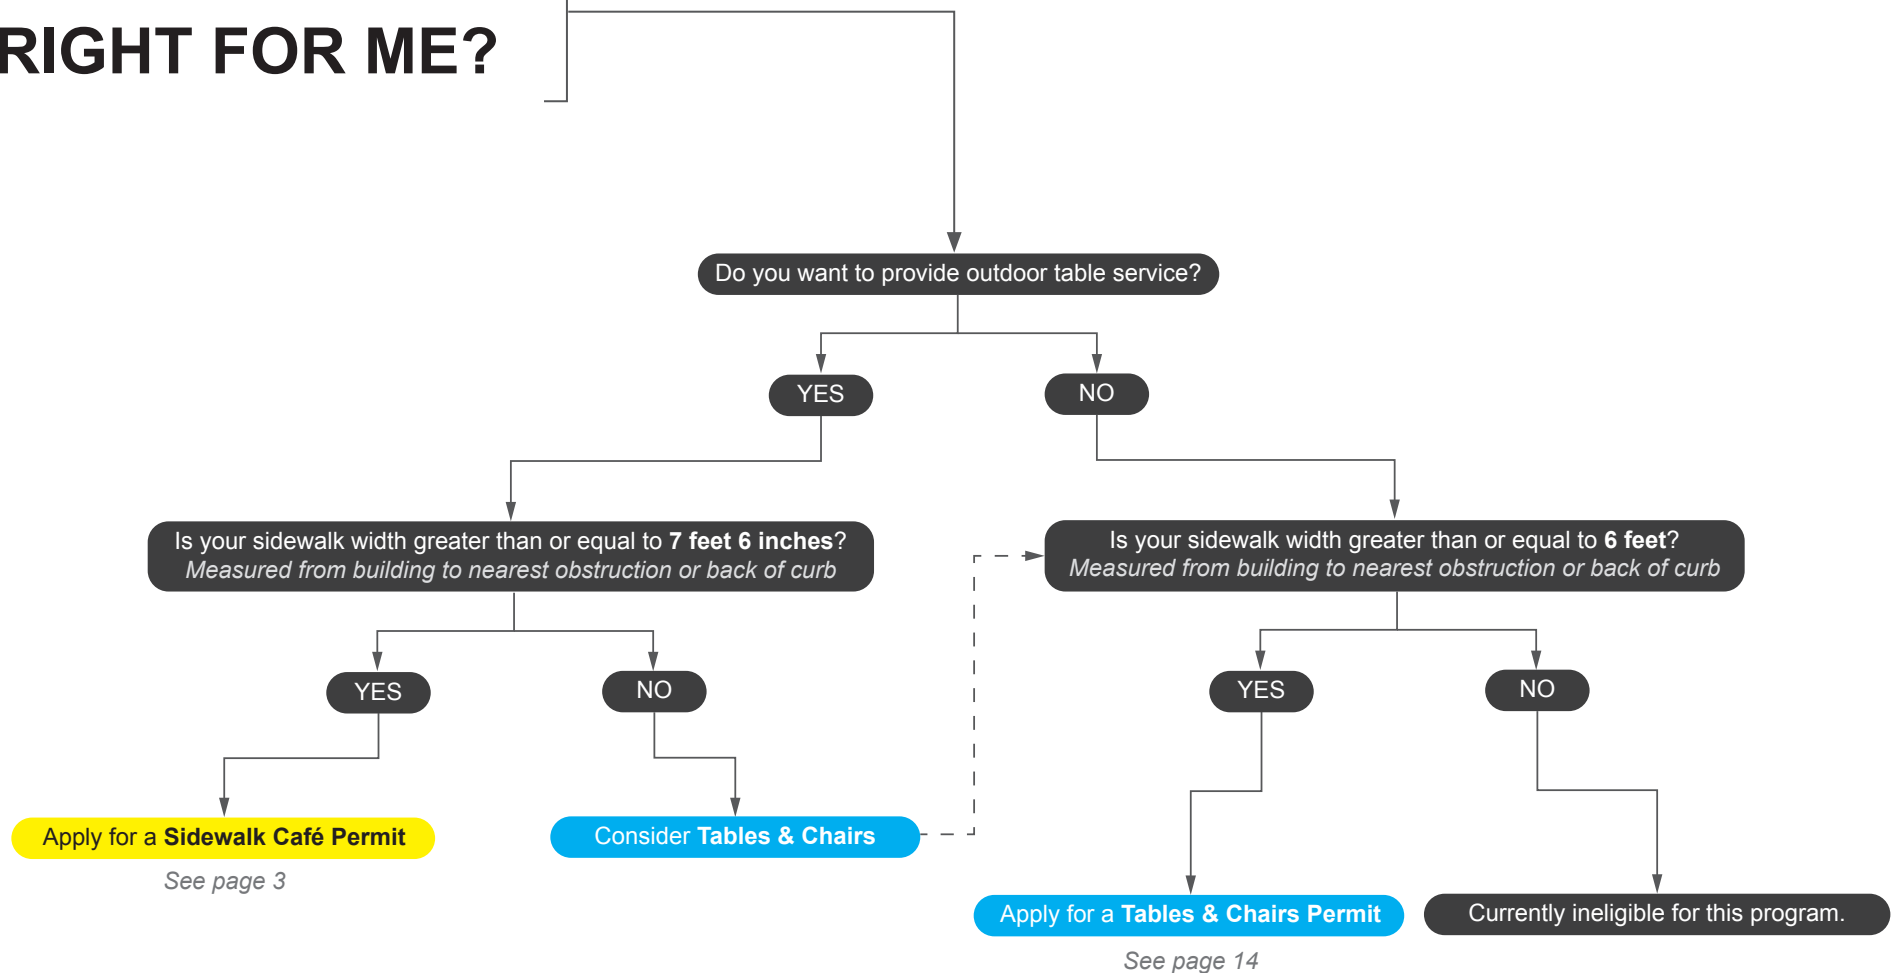 RIGHT FOR ME?
Do you want to provide outdoor table service?
YES
NO
Is your sidewalk width greater than or equal to 7 feet 6 inches?
Measured from building to nearest obstruction or back of curb
Is your sidewalk width greater than or equal to 6 feet?
Measured from building to nearest obstruction or back of curb
YES
NO
YES
NO
Apply for a Sidewalk Café Permit
See page 3
Consider Tables & Chairs
Apply for a Tables & Chairs Permit
See page 14
Currently ineligible for this program.